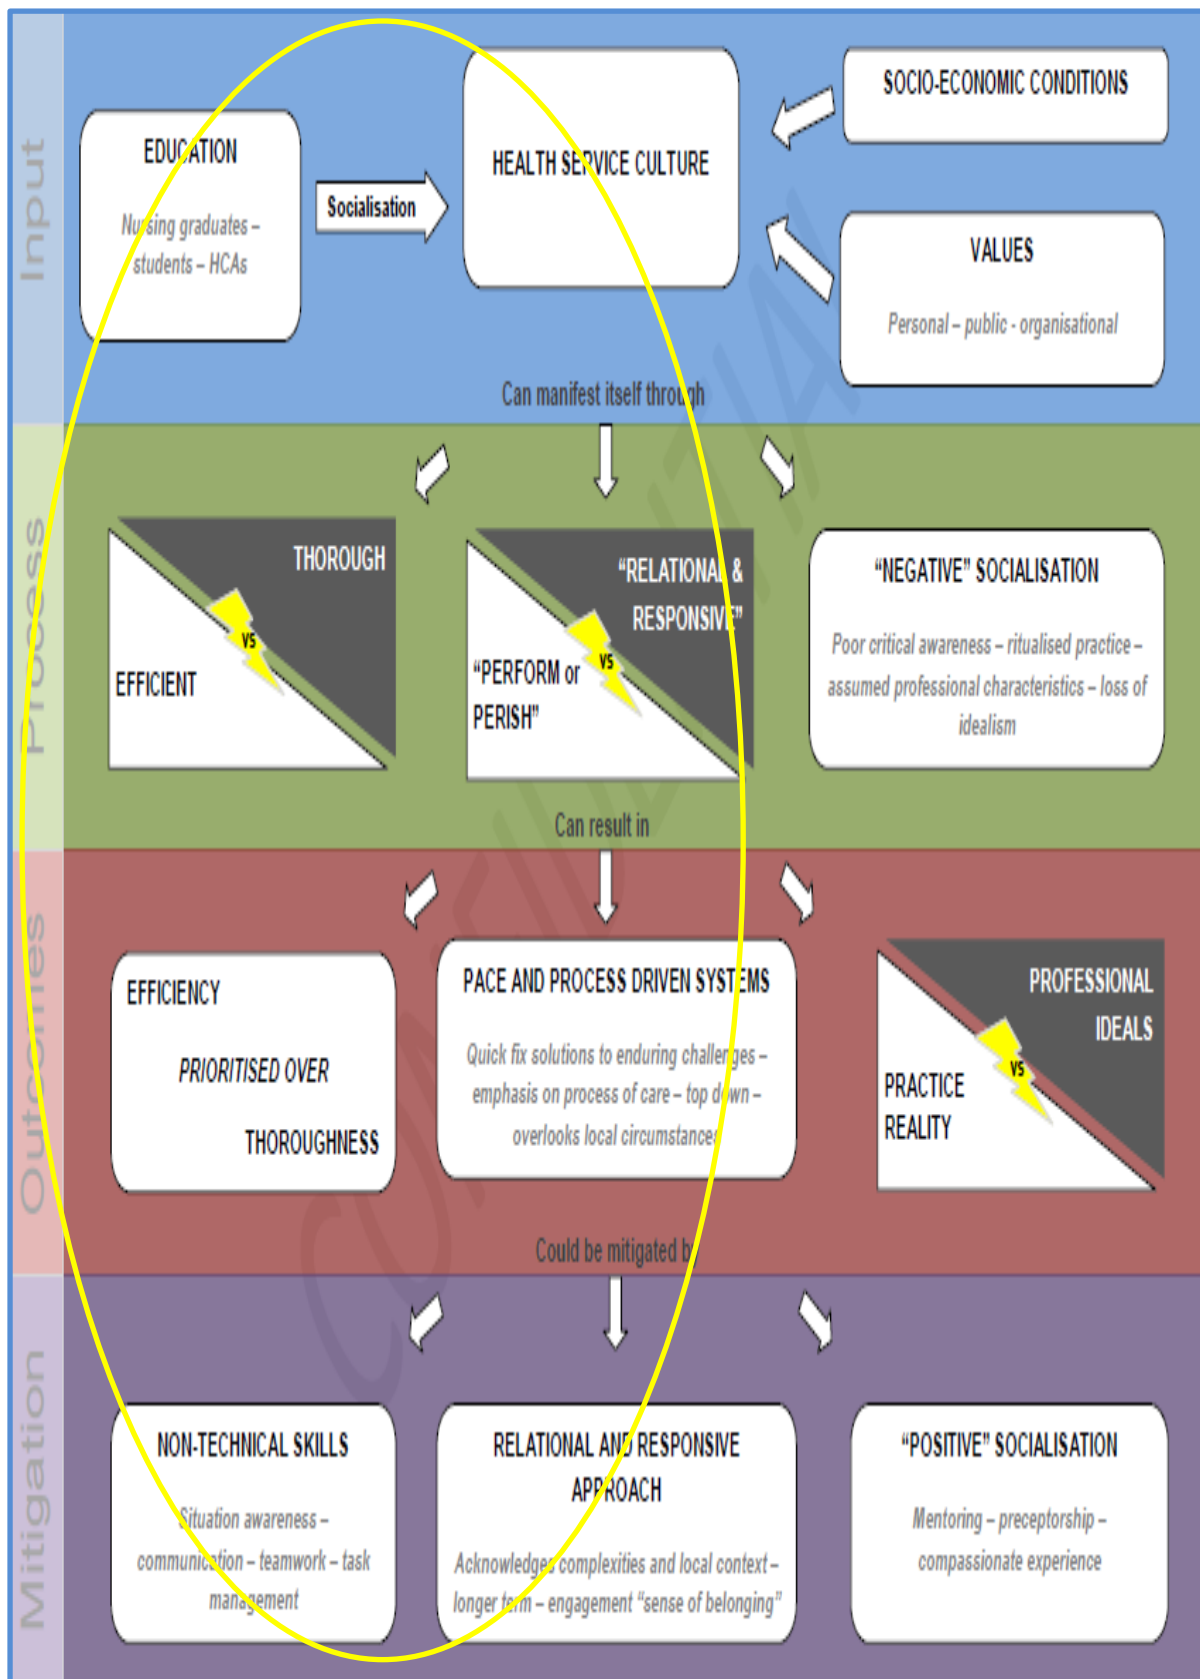 Input
EDUCATION
Nursing graduates –
students – HCAs
Socialisation
HEALTH SERVICE CULTURE
SOCIO-ECONOMIC CONDITIONS
VALUES
Personal – public - organisational
Can manifest itself through
Process
THOROUGH
VS
EFFICIENT
“RELATIONAL &
RESPONSIVE”
VS
“PERFORM or
PERISH”
“NEGATIVE” SOCIALISATION
Poor critical awareness – ritualised practice –
assumed professional characteristics – loss of
idealism
Can result in
Outcomes
EFFICIENCY
PRIORITISED OVER
THOROUGHNESS
PACE AND PROCESS DRIVEN SYSTEMS
Quick fix solutions to enduring challenges –
emphasis on process of care – top down –
overlooks local circumstances
PROFESSIONAL
IDEALS
VS
PRACTICE
REALITY
Could be mitigated by
Mitigation
NON-TECHNICAL SKILLS
Situation awareness –
communication – teamwork – task
management
RELATIONAL AND RESPONSIVE
APPROACH
Acknowledges complexities and local context –
longer term – engagement “sense of belonging”
“POSITIVE” SOCIALISATION
Mentoring – preceptorship –
compassionate experience
CONFIDENTIAL